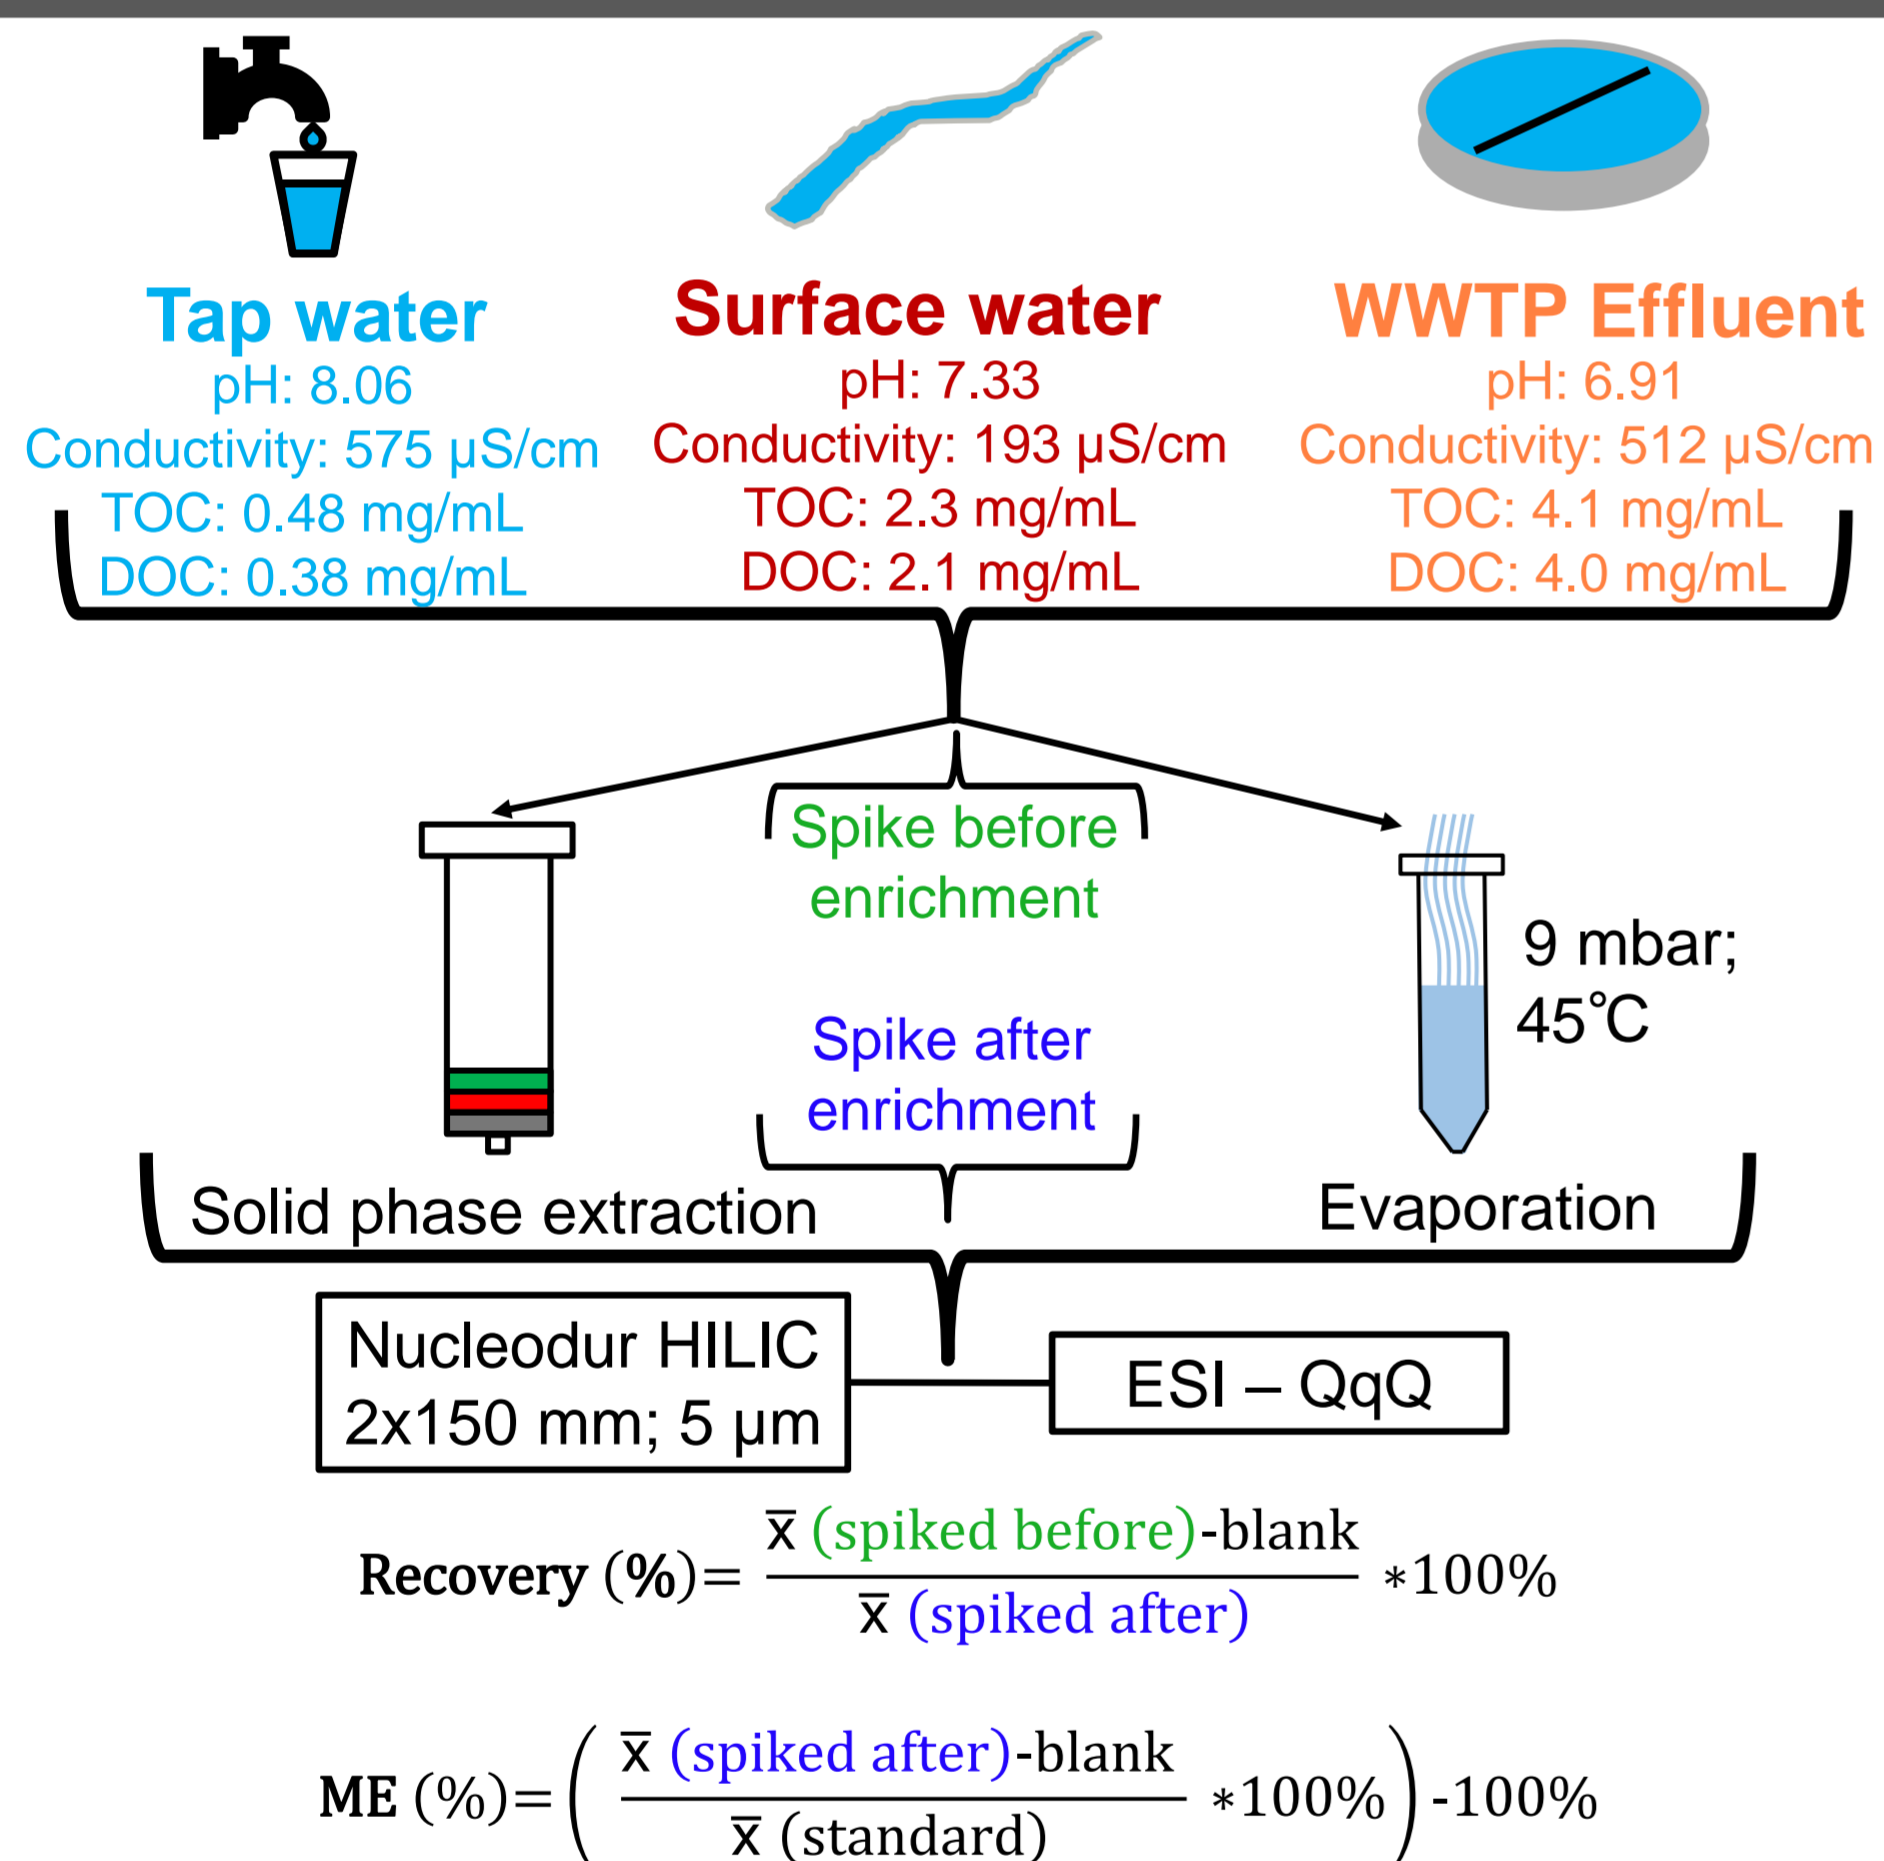 Tap water
pH: 8.06
Conductivity: 575 µS/cm
TOC: 0.48 mg/mL
DOC: 0.38 mg/mL
Surface water
pH: 7.33
Conductivity: 193 µS/cm
TOC: 2.3 mg/mL
DOC: 2.1 mg/mL
WWTP Effluent
pH: 6.91
Conductivity: 512 µS/cm
TOC: 4.1 mg/mL
DOC: 4.0 mg/mL
Spike before
enrichment
Spike after
enrichment
9 mbar;
45°C
Solid phase extraction
Evaporation
Nucleodur HILIC
2x150 mm; 5 µm
ESI – QqQ
x̅ (spiked before)-blank
Recovery (%)= *100%
x̅ (spiked after)
x̅ (spiked after)-blank
ME (%)=( *100%) -100%
x̅ (standard)